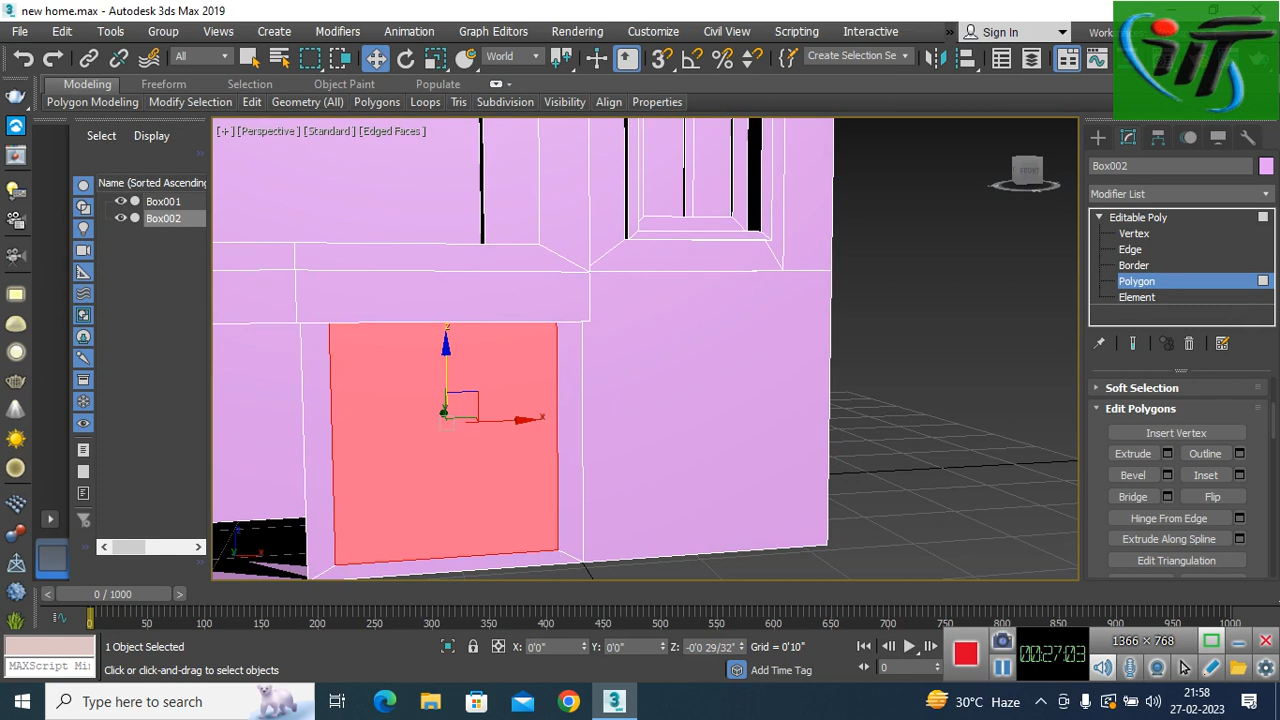 new home.max - Autodesk 3ds Max 2019
File Edit Tools Group Views Create Modifiers Animation Graph Editors Rendering Customize Civil View Scripting Interactive » Sign In
All World Create Selection Se
Modeling Freeform Selection Object Paint Populate
Polygon Modeling Modify Selection Edit Geometry (All) Polygons Loops Tris Subdivision Visibility Align Properties
iTS
[+] [Perspective] [Standard] [Edged Faces]
Select Display
Name (Sorted Ascending
Box001
Box002
FRONT
z
x
Box002
Modifier List
Editable Poly
Vertex
Edge
Border
Polygon
Element
Soft Selection
Edit Polygons
Insert Vertex
Extrude Outline
Bevel Inset
Bridge Flip
Hinge From Edge
Extrude Along Spline
Edit Triangulation
0 / 1000
0 50 100 150 200 250 300 350 400 450 500 550 600 650 700 750 800 850 900 950 1000
1 Object Selected X: 0'0" Y: 0'0" Z: -0'0 29/32" Grid = 0'10"
MAXScript Mi Click or click-and-drag to select objects Add Time Tag 0
00:27:03 1366 × 768
Type here to search 30°C Haze 21:58
27-02-2023